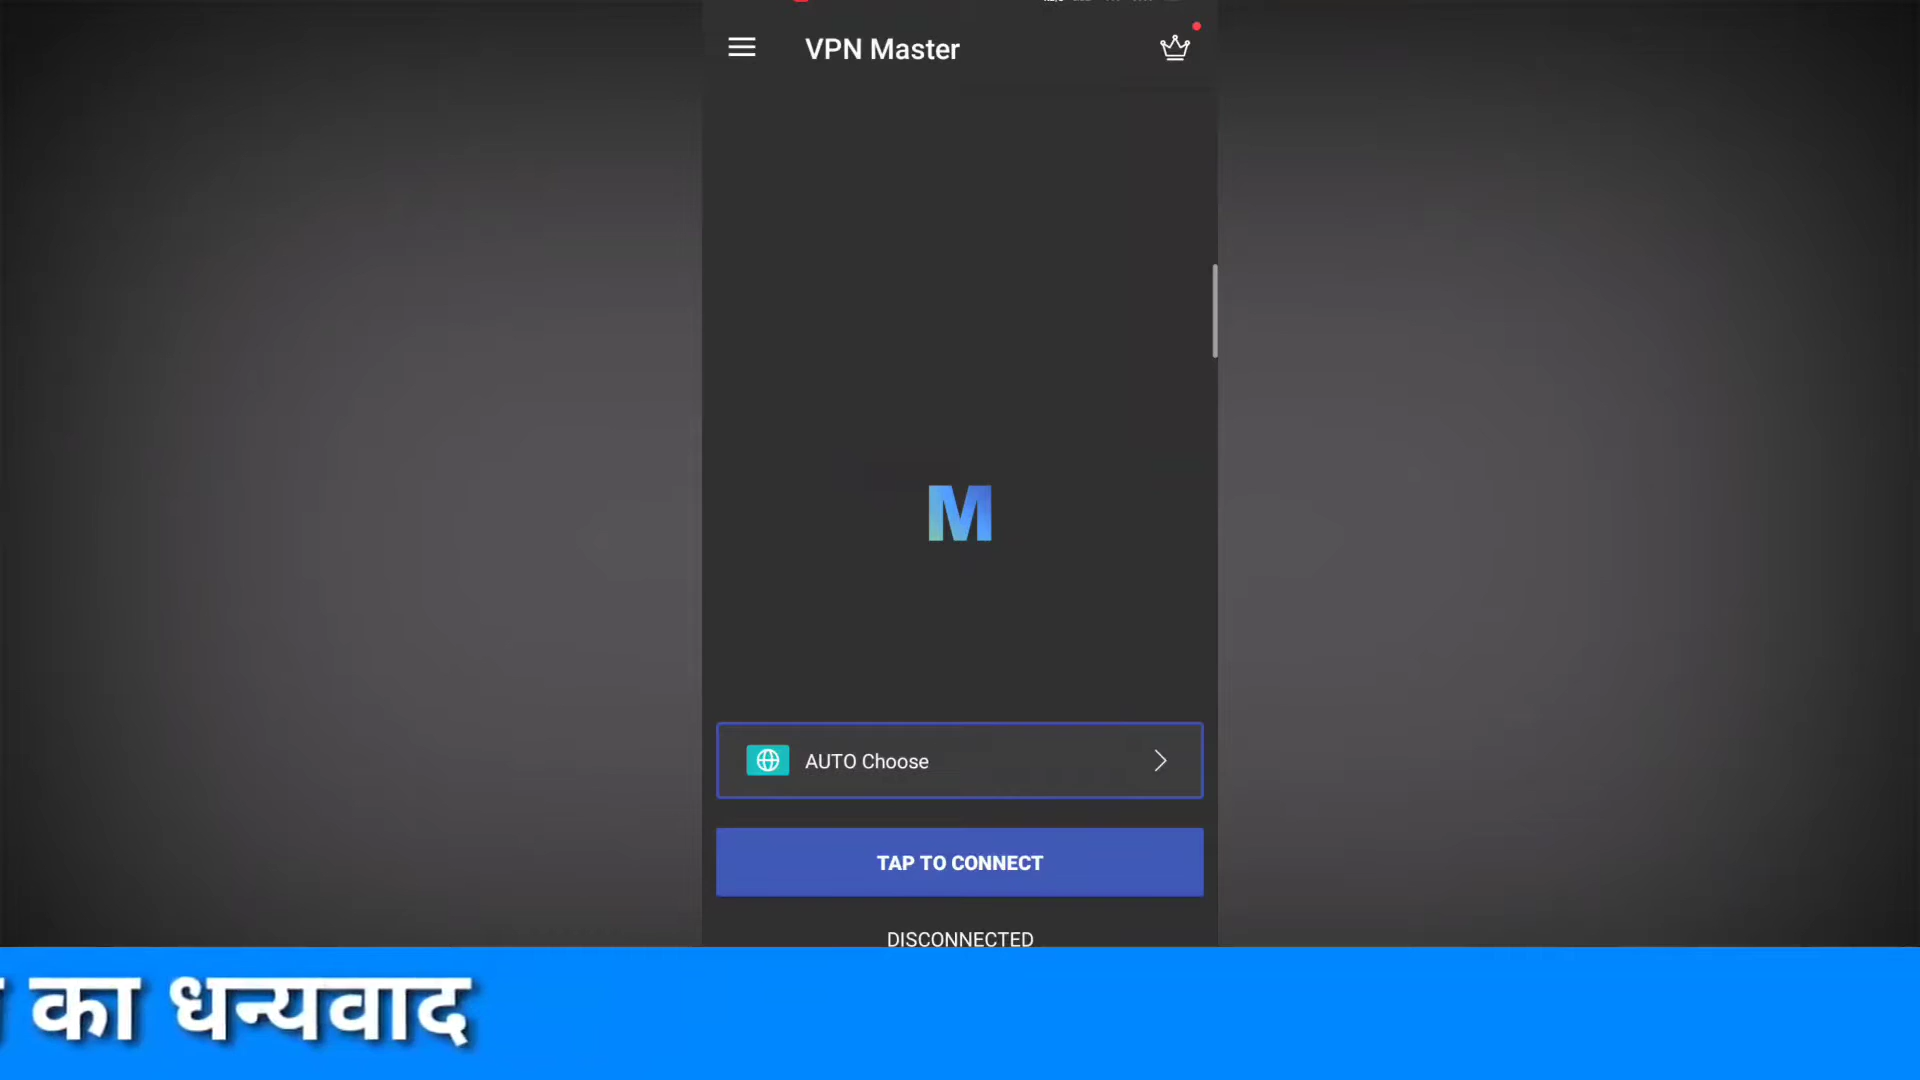 VPN Master
M
AUTO Choose
TAP TO CONNECT
DISCONNECTED
का धन्यवाद